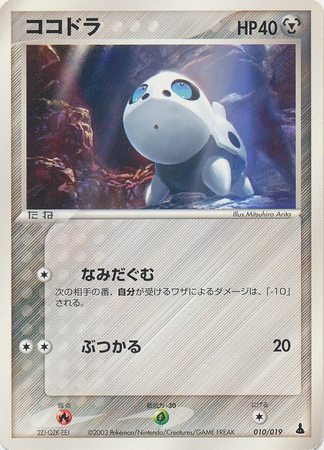 ココドラ HP40
たね Illus.Mitsuhiro Arita
なみだぐむ
次の相手の番、自分が受けるワザによるダメージは、「-10」
される。
ぶつかる 20
弱点 抵抗力 -30 にげる
2ZJ-QZK-EEJ ©2003 Pokémon/Nintendo/Creatures/GAME FREAK 010/019